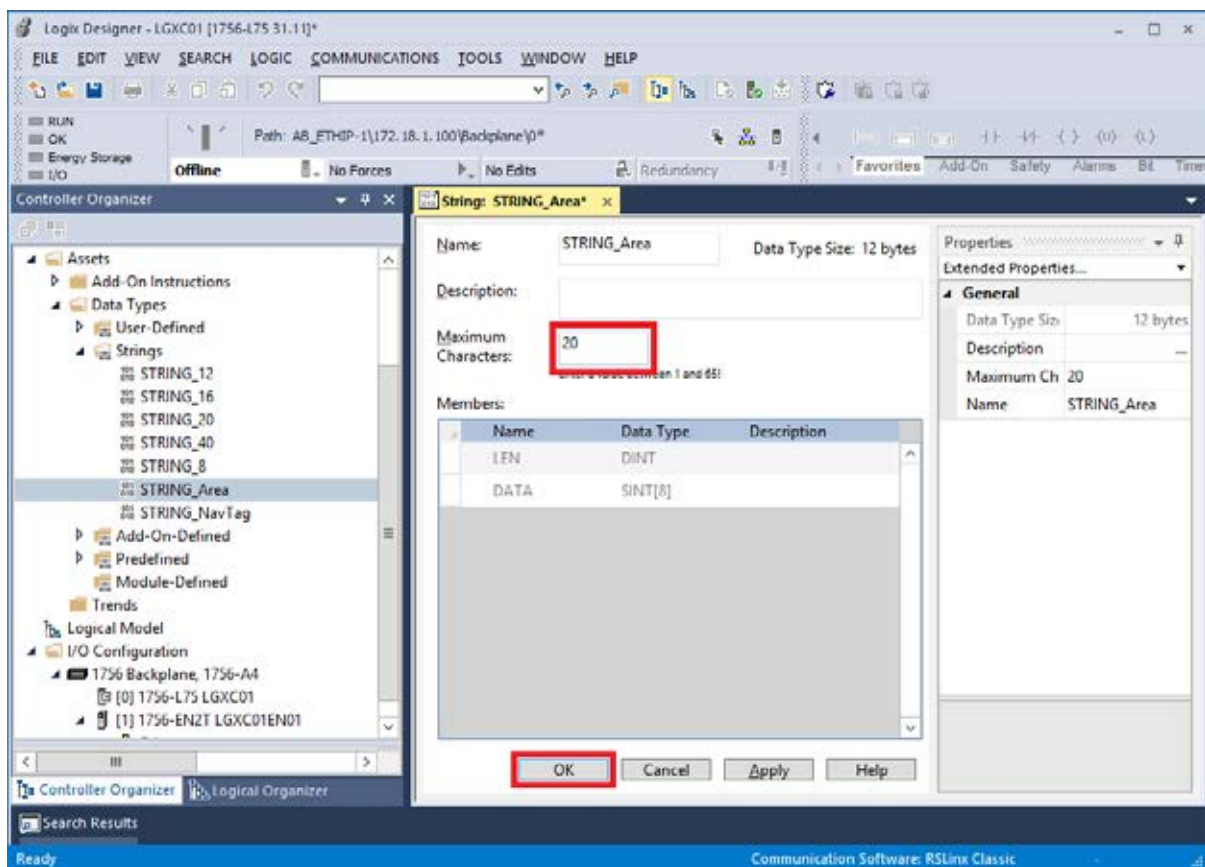 Logix Designer - LGXC01 [1756-L75 31.11]*
FILE EDIT VIEW SEARCH LOGIC COMMUNICATIONS TOOLS WINDOW HELP
RUN
OK
Energy Storage
I/O
Path: AB_ETHIP-1\172.18.1.100\Backplane\0*
Offline
No Forces
No Edits
Redundancy
Favorites Add-On Safety Alarms Bit
Controller Organizer
Assets
Add-On Instructions
Data Types
User-Defined
Strings
STRING_12
STRING_16
STRING_20
STRING_40
STRING_8
STRING_Area
STRING_NavTag
Add-On-Defined
Predefined
Module-Defined
Trends
Logical Model
I/O Configuration
1756 Backplane, 1756-A4
[0] 1756-L75 LGXC01
[1] 1756-EN2T LGXC01EN01
Controller Organizer Logical Organizer
String: STRING_Area*
Name: STRING_Area Data Type Size: 12 bytes
Description:
Maximum
Characters:
20
1 and 65!
Members:
Name Data Type Description
LEN DINT
DATA SINT[8]
OK Cancel Apply Help
Properties
Extended Properties...
General
Data Type Siz 12 bytes
Description ...
Maximum Ch 20
Name STRING_Area
Search Results
Ready
Communication Software: RSLinx Classic